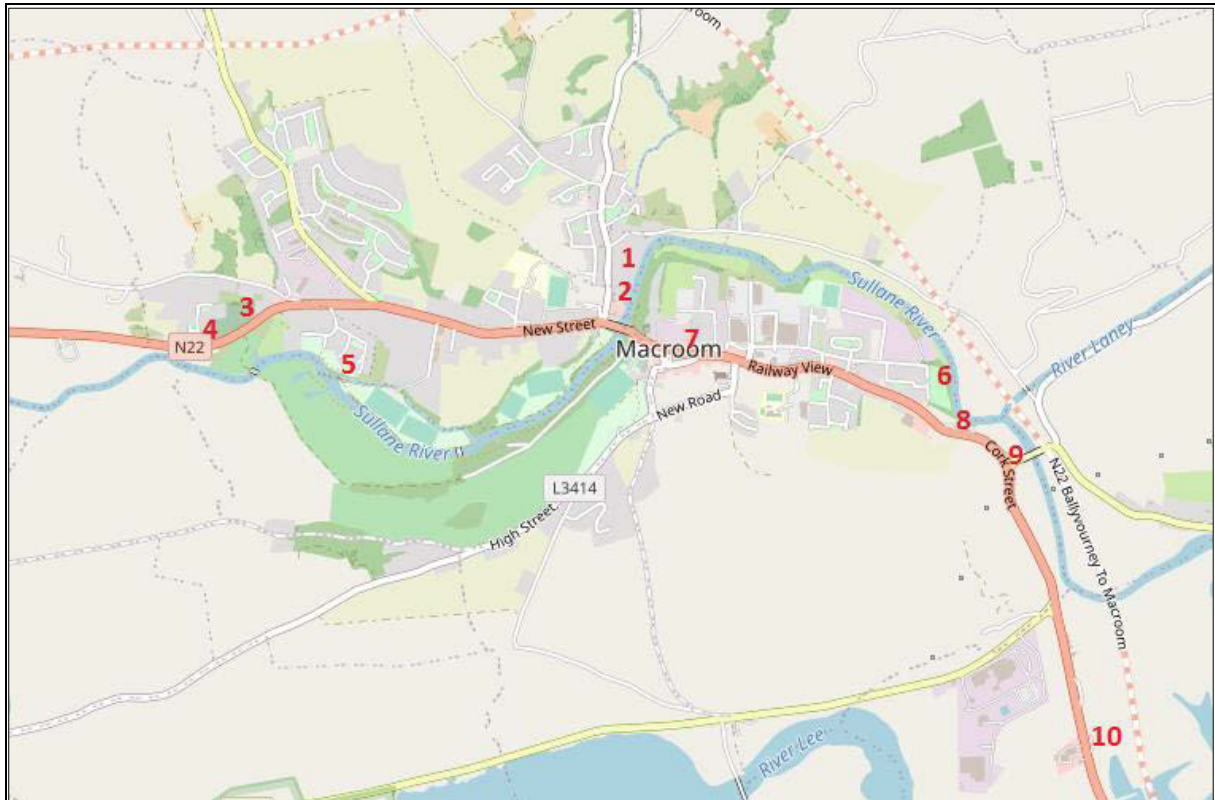 room
1
2
Sullane River
River Laney
3
4
N22
New Street
Macroom
7
Railway View
5
6
New Road
Sullane River
8
9
Cork Street
L3414
High Street
N22 Ballyvourney To Macroom
River Lee
10